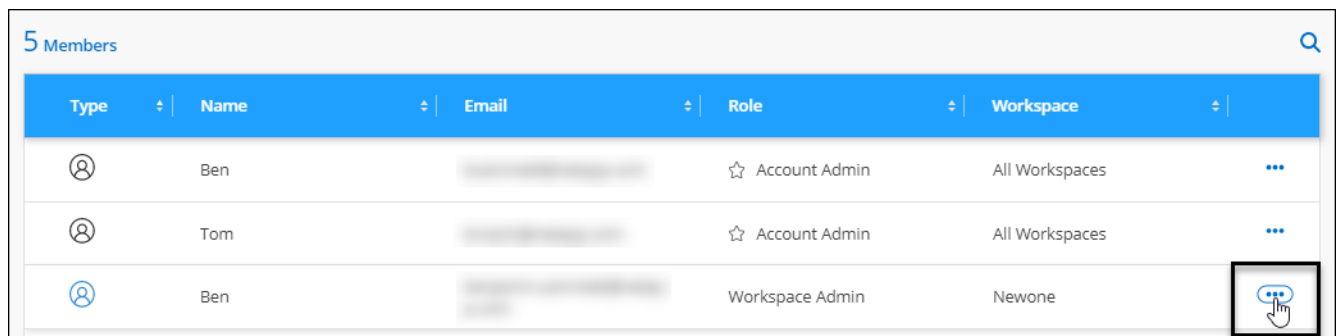 5 Members
Type Name Email Role Workspace
Ben Account Admin All Workspaces
Tom Account Admin All Workspaces
Ben Workspace Admin Newone